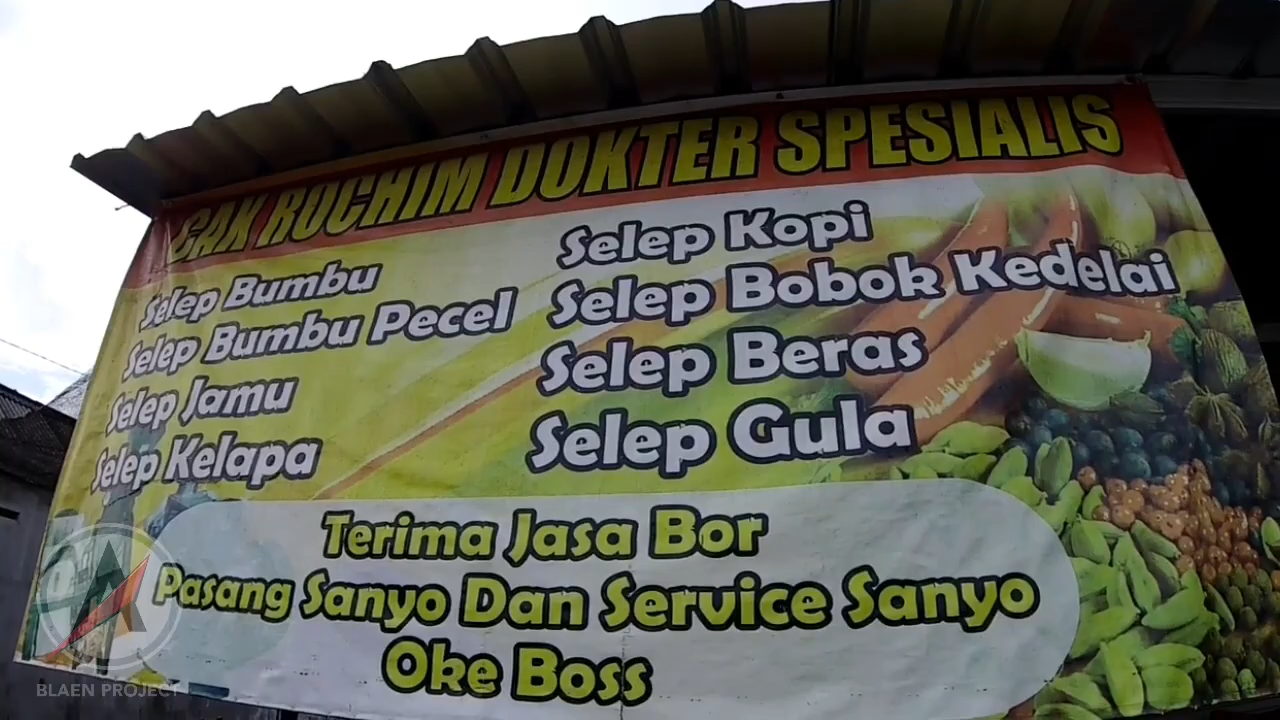 CAK ROCHIM DOKTER SPESIALIS
Selep Bumbu
Selep Bumbu Pecel
Selep Jamu
Selep Kelapa
Selep Kopi
Selep Bobok Kedelai
Selep Beras
Selep Gula
Terima Jasa Bor
Pasang Sanyo Dan Service Sanyo
Oke Boss
BLAEN PROJECT